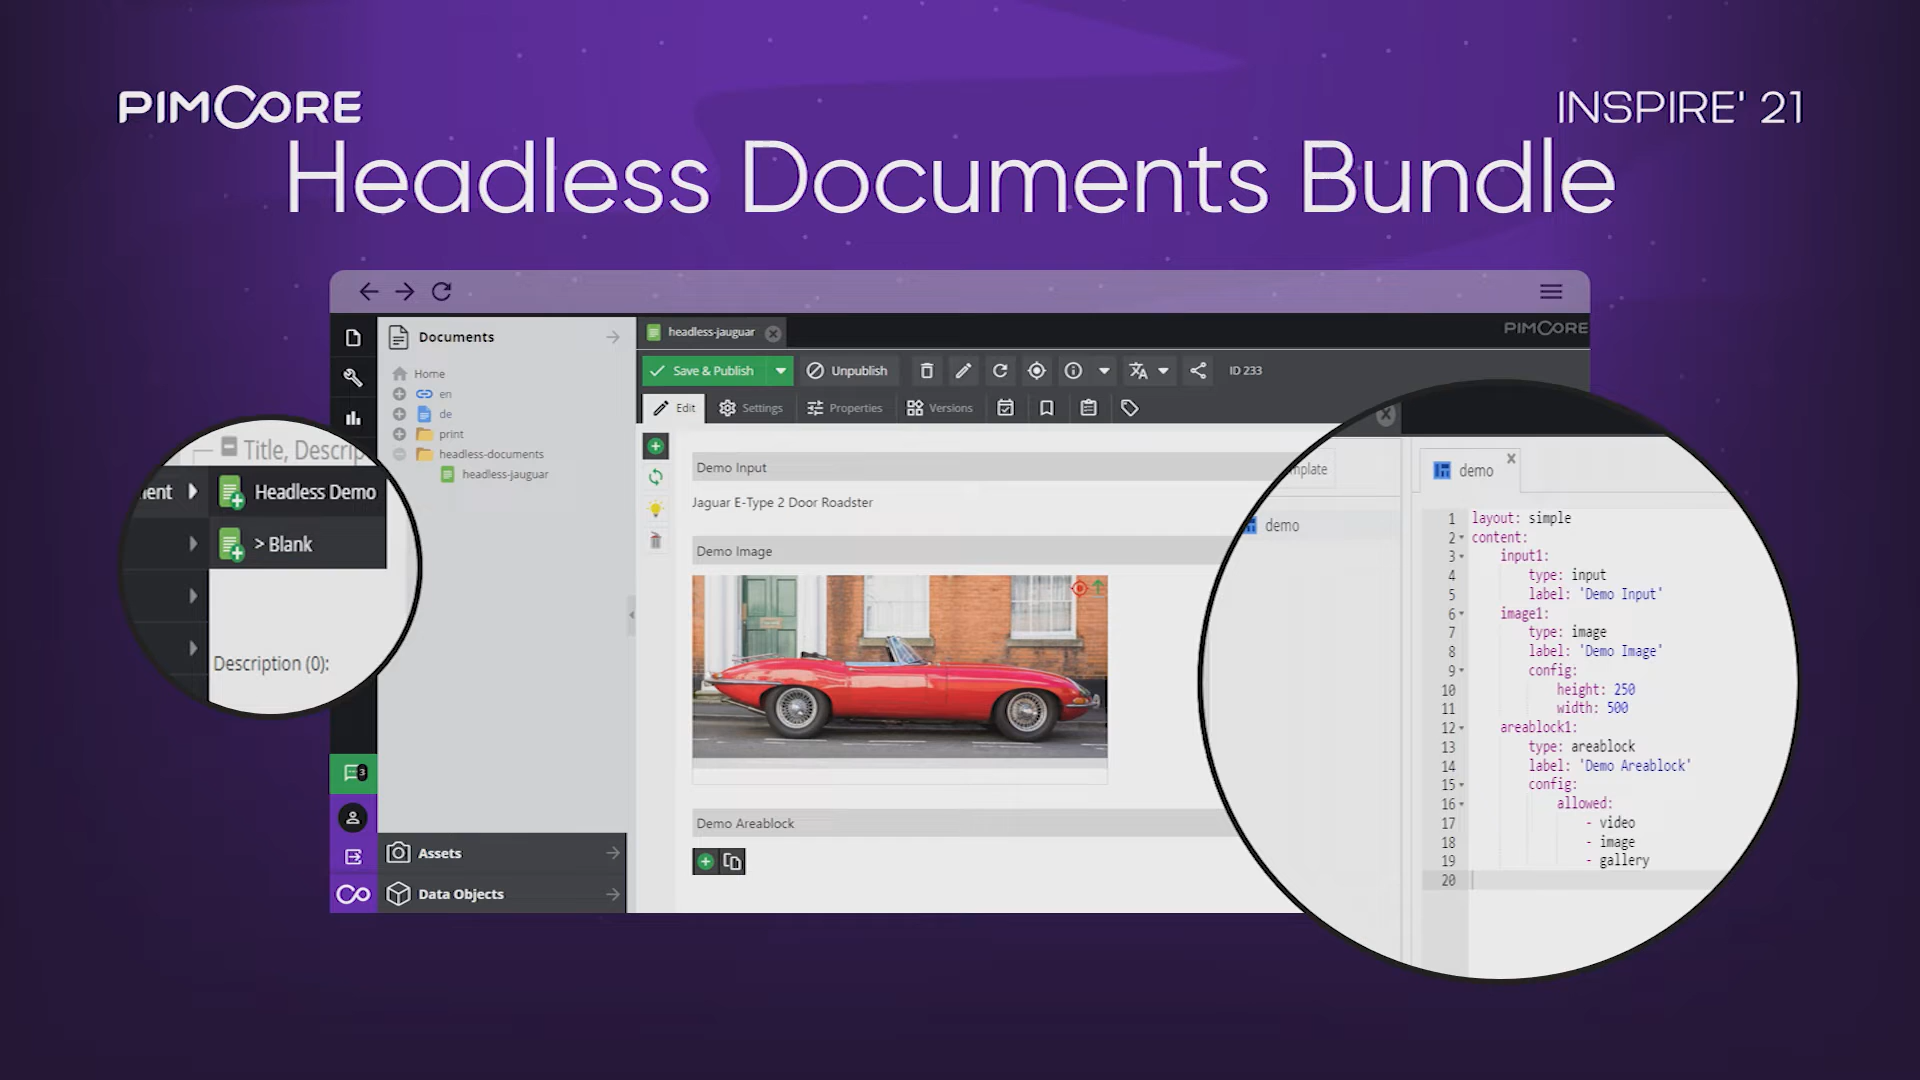 PIMCORE
INSPIRE' 21
Headless Documents Bundle
Documents
Home
en
de
print
headless-documents
headless-jauguar
Assets
Data Objects
3
headless-jauguar
PIMCORE
Save & Publish
Unpublish
ID 233
Edit
Settings
Properties
Versions
Demo Input
Jaguar E-Type 2 Door Roadster
Demo Image
Demo Areablock
Title, Descrip
ent
Headless Demo
> Blank
Description (0):
mplate
demo
demo
1 layout: simple
2 content:
3 input1:
4 type: input
5 label: 'Demo Input'
6 image1:
7 type: image
8 label: 'Demo Image'
9 config:
10 height: 250
11 width: 500
12 areablock1:
13 type: areablock
14 label: 'Demo Areablock'
15 config:
16 allowed:
17 - video
18 - image
19 - gallery
20